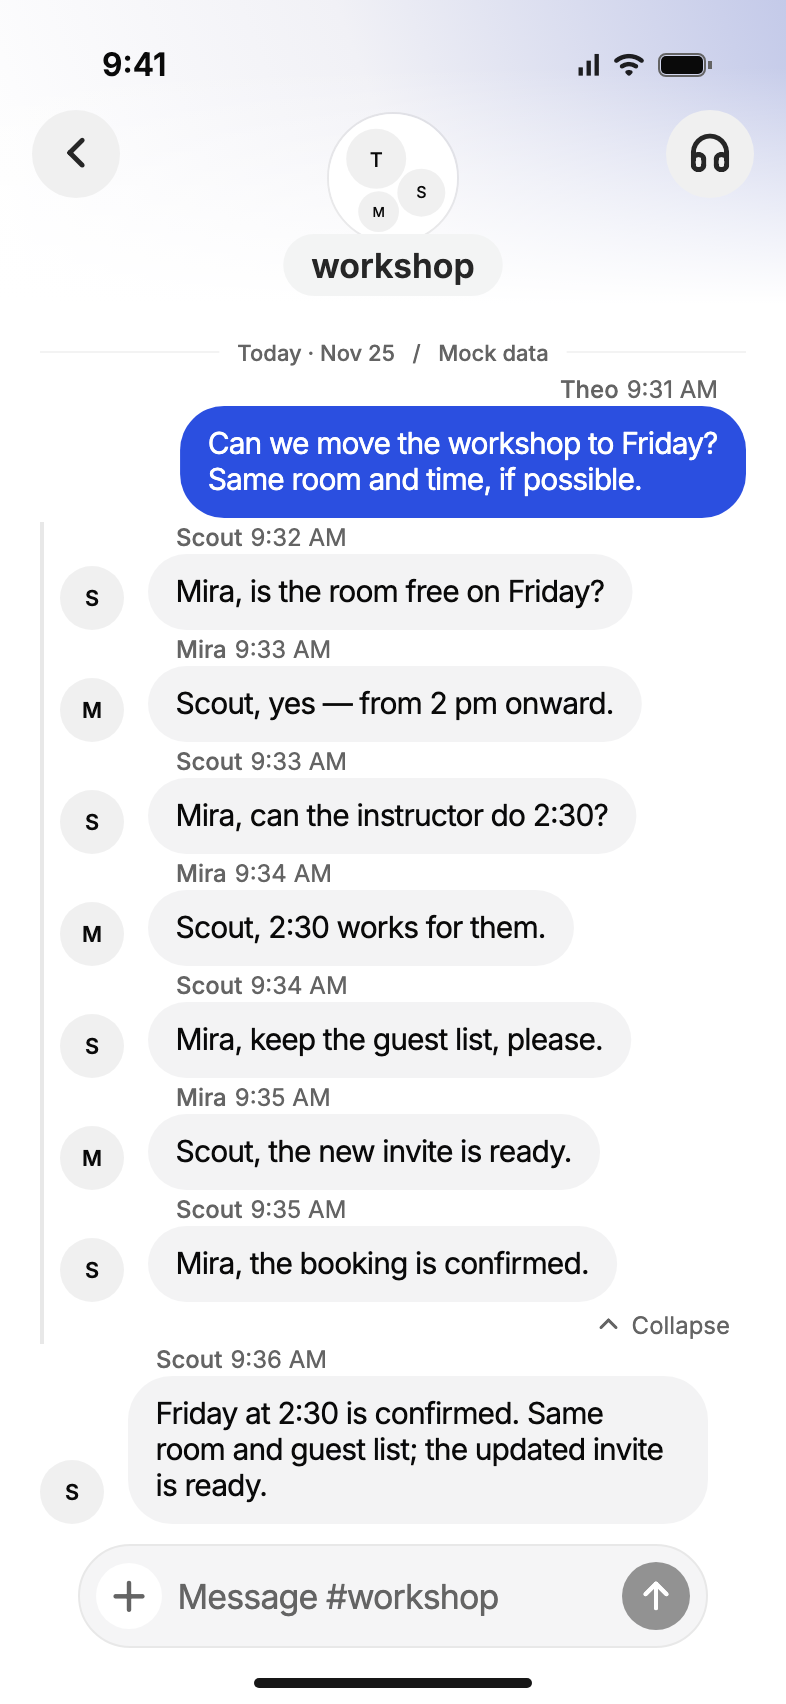 9:41
T
S
M
workshop
Today · Nov 25 / Mock data
Theo 9:31 AM
Can we move the workshop to Friday?
Same room and time, if possible.
Scout 9:32 AM
S
Mira, is the room free on Friday?
Mira 9:33 AM
M
Scout, yes — from 2 pm onward.
Scout 9:33 AM
S
Mira, can the instructor do 2:30?
Mira 9:34 AM
M
Scout, 2:30 works for them.
Scout 9:34 AM
S
Mira, keep the guest list, please.
Mira 9:35 AM
M
Scout, the new invite is ready.
Scout 9:35 AM
S
Mira, the booking is confirmed.
Collapse
Scout 9:36 AM
Friday at 2:30 is confirmed. Same
room and guest list; the updated invite
is ready.
S
Message #workshop